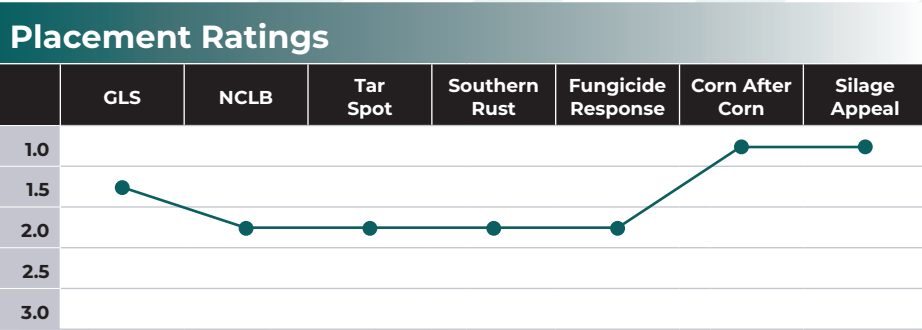 Placement Ratings
GLS
NCLB
Tar
Spot
Southern
Rust
Fungicide
Response
Corn After
Corn
Silage
Appeal
1.0
1.5
2.0
2.5
3.0